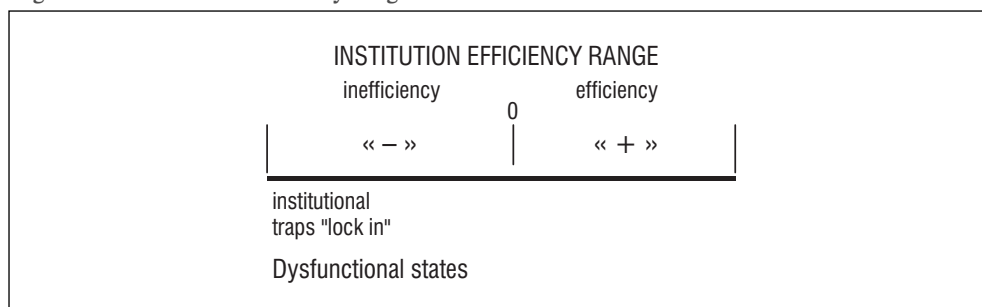 INSTITUTION EFFICIENCY RANGE
inefficiency efficiency
0
« – » « + »
institutional
traps "lock in"
Dysfunctional states